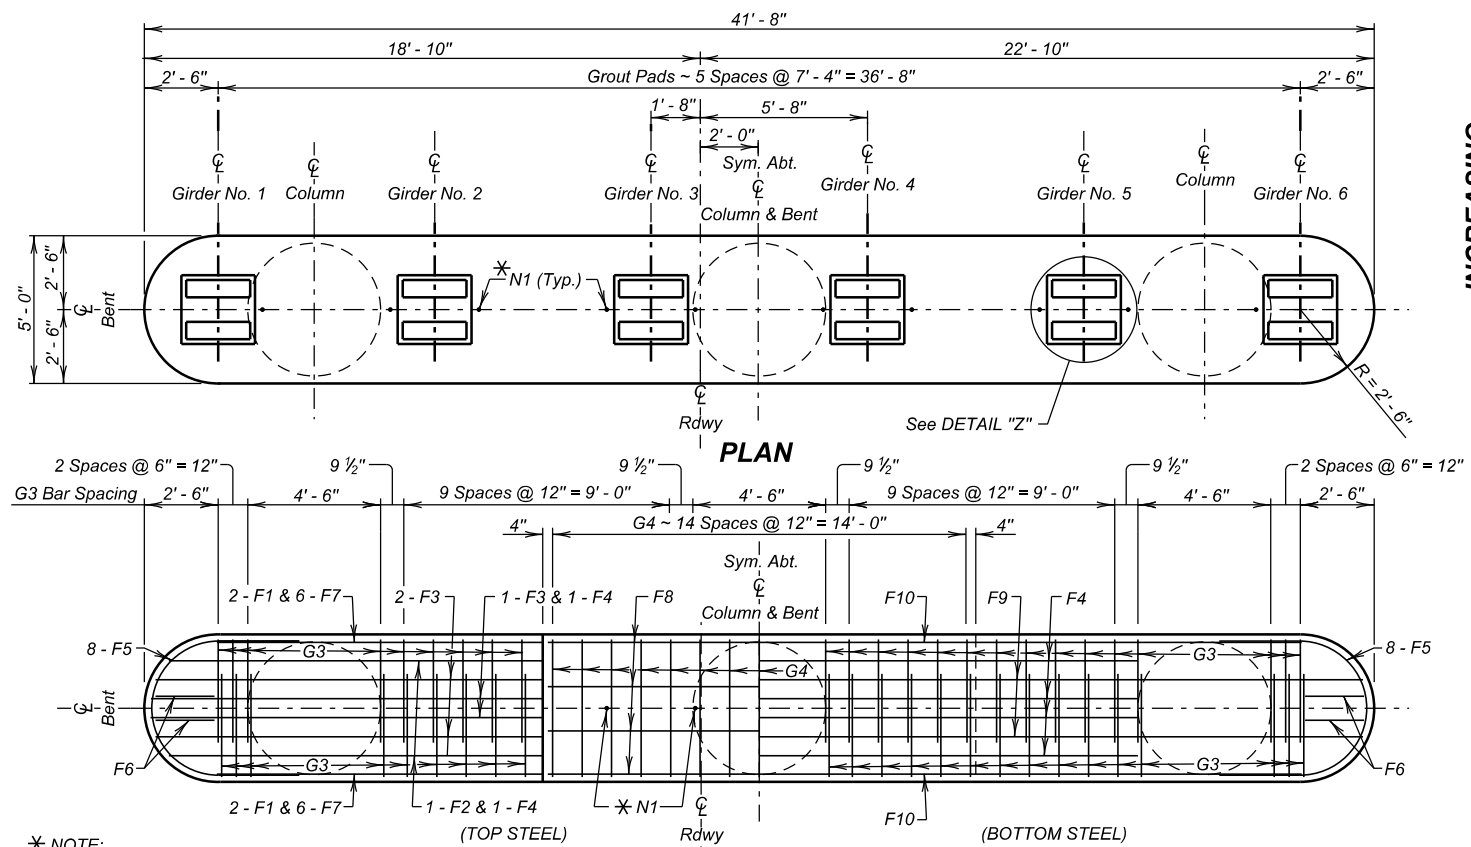 41' - 8"
18' - 10"
22' - 10"
2' - 6"
Grout Pads ~ 5 Spaces @ 7' - 4" = 36' - 8"
2' - 6"
1' - 8"
5' - 8"
2' - 0"
Sym. Abt.
℄
Girder No. 1
℄
Column
℄
Girder No. 2
℄
Girder No. 3
℄
Column & Bent
℄
Girder No. 4
℄
Girder No. 5
℄
Column
℄
Girder No. 6
INCREASING
5' - 0"
2' - 6"
2' - 6"
℄
Bent
* N1 (Typ.)
R = 2' - 6"
See DETAIL "Z"
℄
Rdwy
PLAN
2 Spaces @ 6" = 12"
9 ½"
9 ½"
9 ½"
9 ½"
2 Spaces @ 6" = 12"
G3 Bar Spacing
2' - 6"
4' - 6"
9 Spaces @ 12" = 9' - 0"
4' - 6"
9 Spaces @ 12" = 9' - 0"
4' - 6"
2' - 6"
4"
G4 ~ 14 Spaces @ 12" = 14' - 0"
4"
Sym. Abt.
℄
Column & Bent
2 - F1 & 6 - F7
2 - F3
1 - F3 & 1 - F4
F8
F10
F9
F4
8 - F5
G3
G4
G3
8 - F5
℄
Bent
F6
G3
G3
F6
2 - F1 & 6 - F7
1 - F2 & 1 - F4
* N1
℄
Rdwy
F10
(TOP STEEL)
(BOTTOM STEEL)
* NOTE: